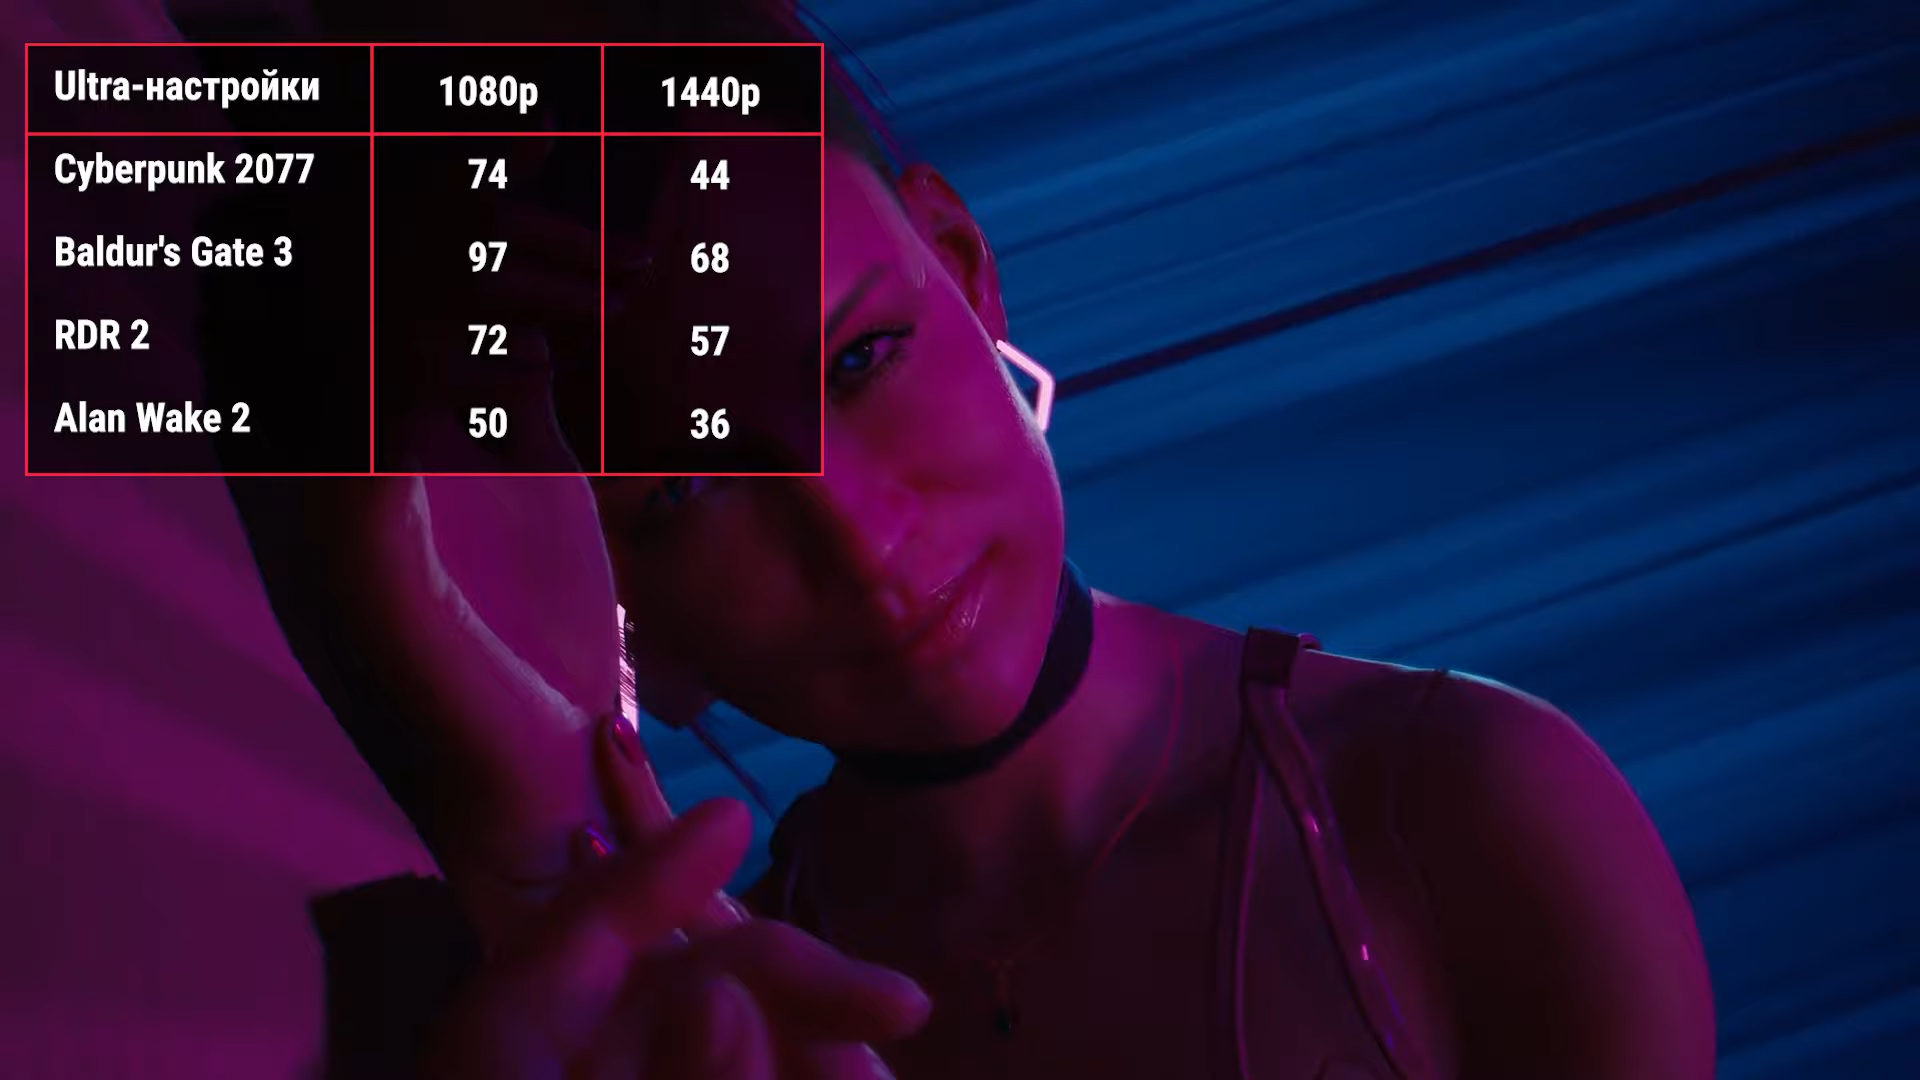 Ultra-настройки 1080p 1440p
Cyberpunk 2077 74 44
Baldur's Gate 3 97 68
RDR 2 72 57
Alan Wake 2 50 36